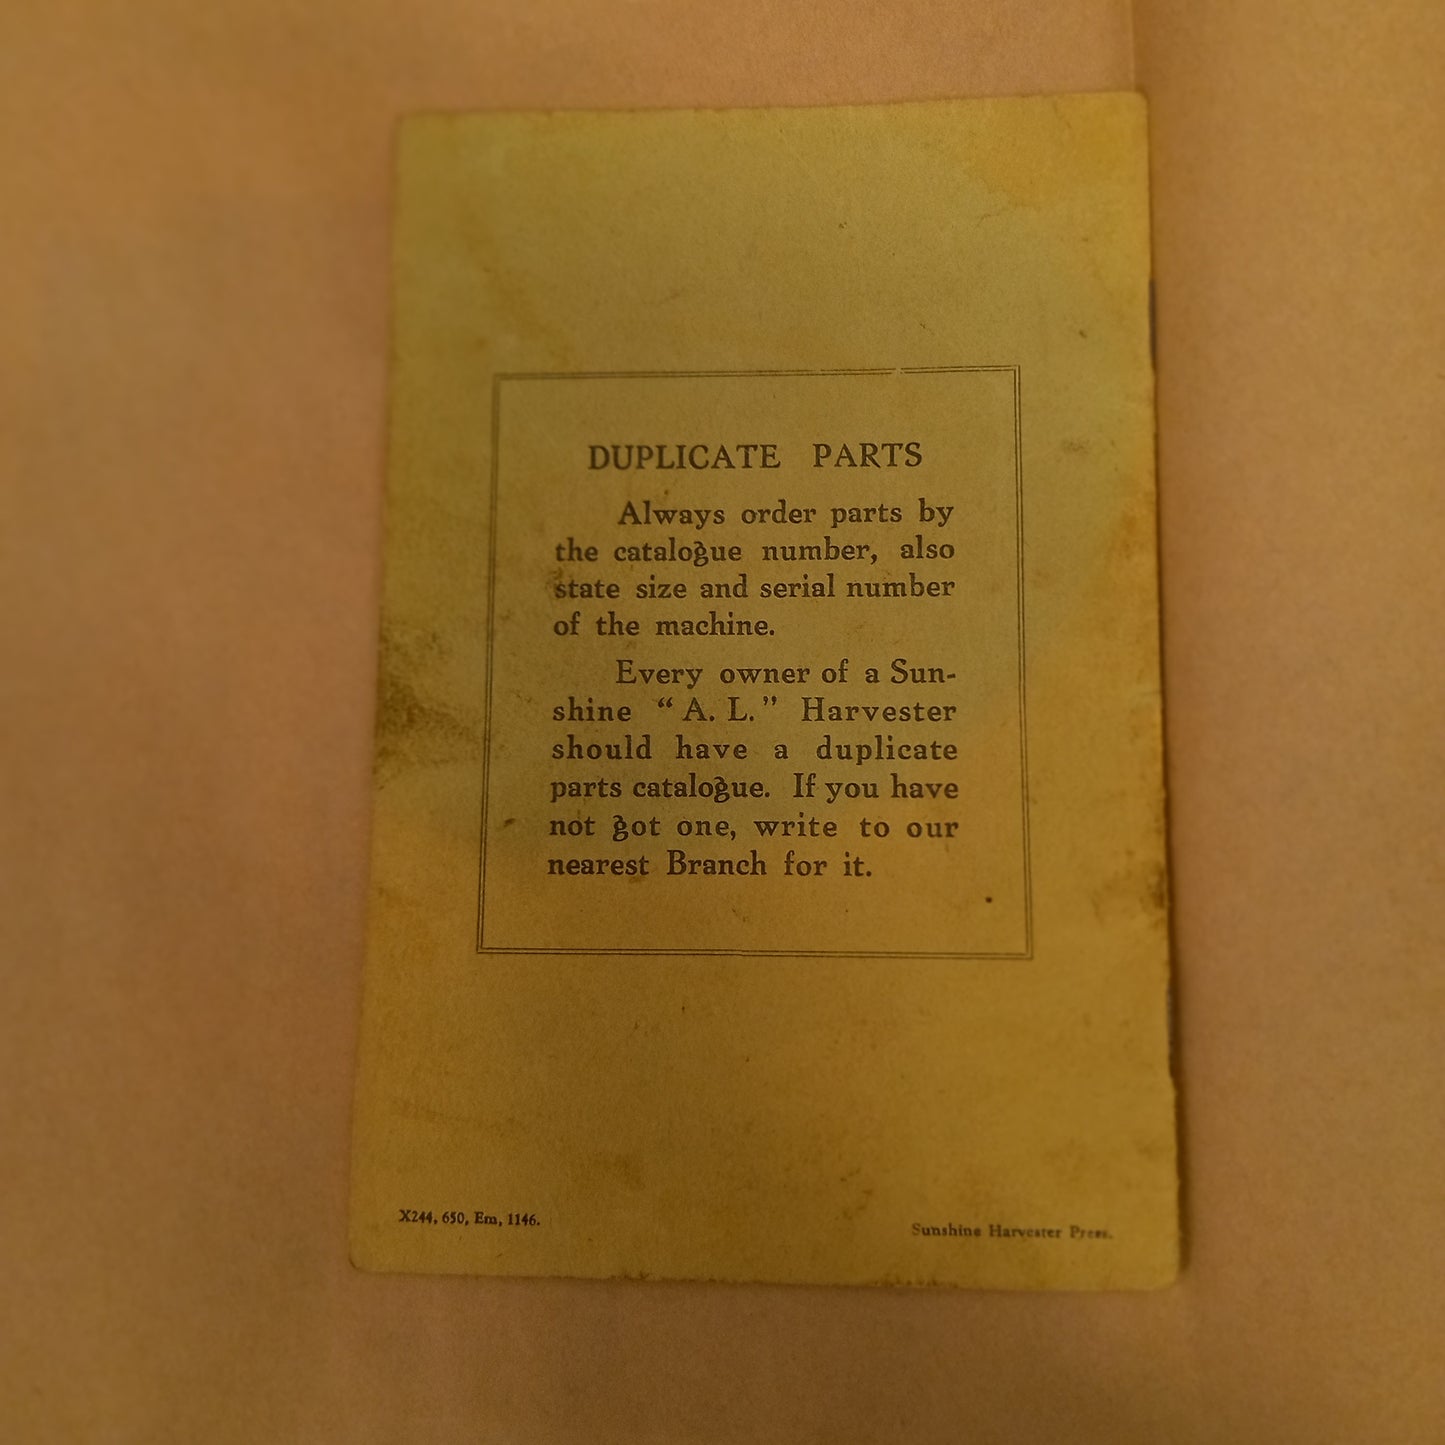 DUPLICATE PARTS
Always order parts by
the catalogue number, also
state size and serial number
of the machine.
Every owner of a Sun-
shine "A. L." Harvester
should have a duplicate
parts catalogue. If you have
not got one, write to our
nearest Branch for it.
X244, 650, Em, 1146.
Sunshine Harvester Press.